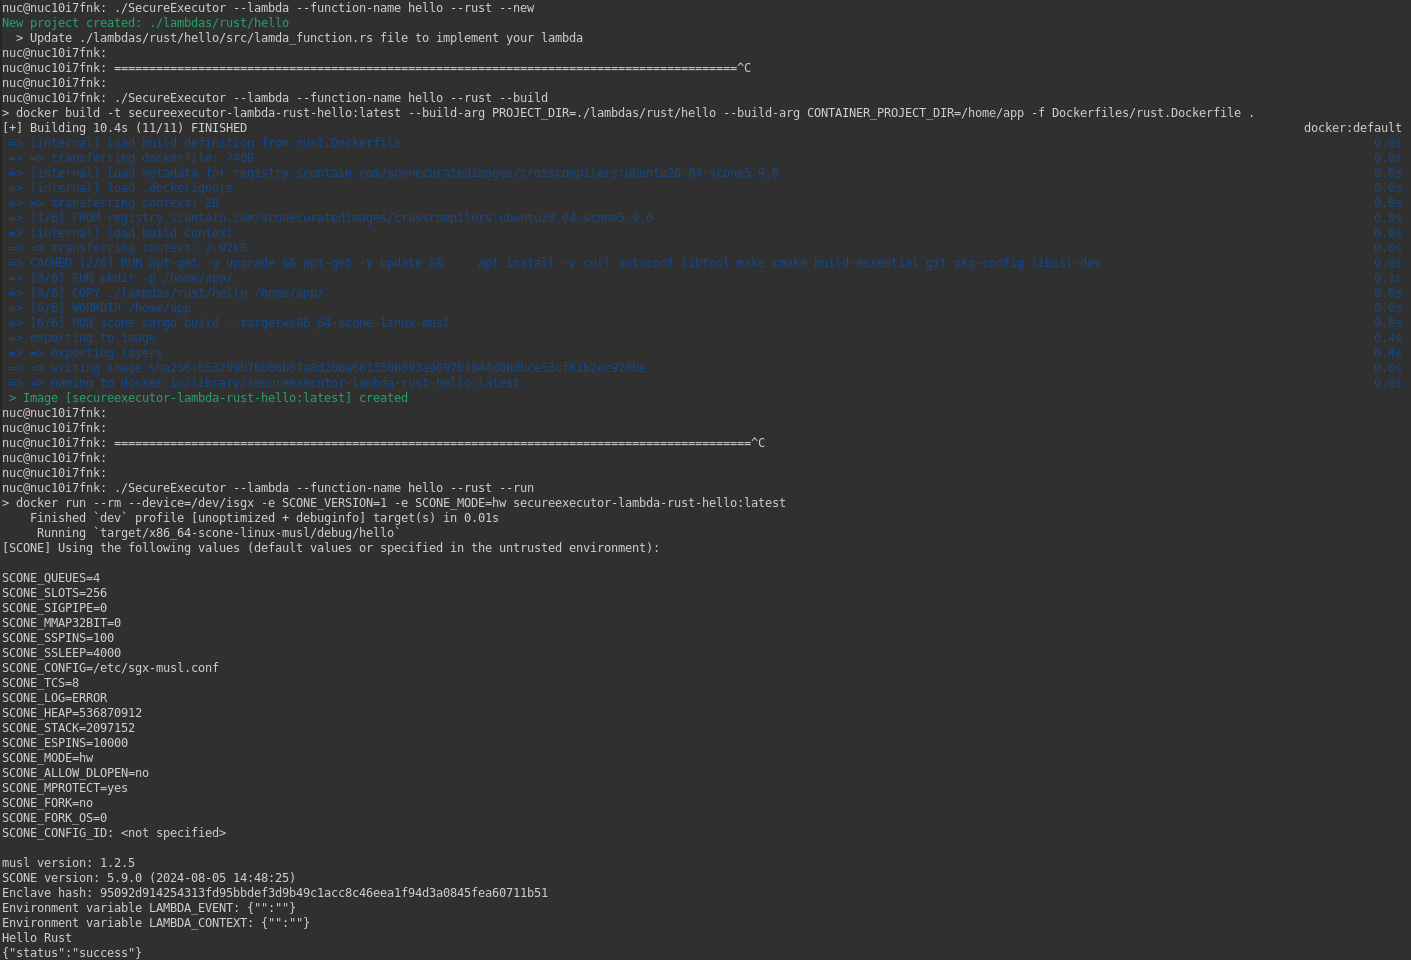 nuc@nuc10i7fnk: ./SecureExecutor --lambda --function-name hello --rust --new
New project created: ./lambdas/rust/hello
  > Update ./lambdas/rust/hello/src/lamda_function.rs file to implement your lambda
nuc@nuc10i7fnk:
nuc@nuc10i7fnk: =========================================================================================^C
nuc@nuc10i7fnk:
nuc@nuc10i7fnk: ./SecureExecutor --lambda --function-name hello --rust --build
> docker build -t secureexecutor-lambda-rust-hello:latest --build-arg PROJECT_DIR=./lambdas/rust/hello --build-arg CONTAINER_PROJECT_DIR=/home/app -f Dockerfiles/rust.Dockerfile .
[+] Building 10.4s (11/11) FINISHED docker:default
 => [internal] load build definition from rust.Dockerfile 0.0s
 => => transferring dockerfile: 740B 0.0s
 => [internal] load metadata for registry.scontain.com/sconecuratedimages/crosscompilers:ubuntu20.04-scone5.9.0 0.0s
 => [internal] load .dockerignore 0.0s
 => => transferring context: 2B 0.0s
 => [1/6] FROM registry.scontain.com/sconecuratedimages/crosscompilers:ubuntu20.04-scone5.9.0 0.0s
 => [internal] load build context 0.0s
 => => transferring context: 2.92kB 0.0s
 => CACHED [2/6] RUN apt-get -y upgrade && apt-get -y update &&     apt install -y curl autoconf libtool make cmake build-essential git pkg-config libssl-dev 0.0s
 => [3/6] RUN mkdir -p /home/app/ 0.1s
 => [4/6] COPY ./lambdas/rust/hello /home/app/. 0.0s
 => [5/6] WORKDIR /home/app 0.0s
 => [6/6] RUN scone cargo build --target=x86_64-scone-linux-musl 9.8s
 => exporting to image 0.4s
 => => exporting layers 0.4s
 => => writing image sha256:b53289b76b06b5fa8d200a6813308093a9697bf044d08dbce53cf81b2ec920be 0.0s
 => => naming to docker.io/library/secureexecutor-lambda-rust-hello:latest 0.0s
 > Image [secureexecutor-lambda-rust-hello:latest] created
nuc@nuc10i7fnk:
nuc@nuc10i7fnk:
nuc@nuc10i7fnk: ===========================================================================================^C
nuc@nuc10i7fnk:
nuc@nuc10i7fnk:
nuc@nuc10i7fnk: ./SecureExecutor --lambda --function-name hello --rust --run
> docker run --rm --device=/dev/isgx -e SCONE_VERSION=1 -e SCONE_MODE=hw secureexecutor-lambda-rust-hello:latest
    Finished `dev` profile [unoptimized + debuginfo] target(s) in 0.01s
     Running `target/x86_64-scone-linux-musl/debug/hello`
[SCONE] Using the following values (default values or specified in the untrusted environment):
SCONE_QUEUES=4
SCONE_SLOTS=256
SCONE_SIGPIPE=0
SCONE_MMAP32BIT=0
SCONE_SSPINS=100
SCONE_SSLEEP=4000
SCONE_CONFIG=/etc/sgx-musl.conf
SCONE_TCS=8
SCONE_LOG=ERROR
SCONE_HEAP=536870912
SCONE_STACK=2097152
SCONE_ESPINS=10000
SCONE_MODE=hw
SCONE_ALLOW_DLOPEN=no
SCONE_MPROTECT=yes
SCONE_FORK=no
SCONE_FORK_OS=0
SCONE_CONFIG_ID: <not specified>
musl version: 1.2.5
SCONE version: 5.9.0 (2024-08-05 14:48:25)
Enclave hash: 95092d914254313fd95bbdef3d9b49c1acc8c46eea1f94d3a0845fea60711b51
Environment variable LAMBDA_EVENT: {"":""}
Environment variable LAMBDA_CONTEXT: {"":""}
Hello Rust
{"status":"success"}